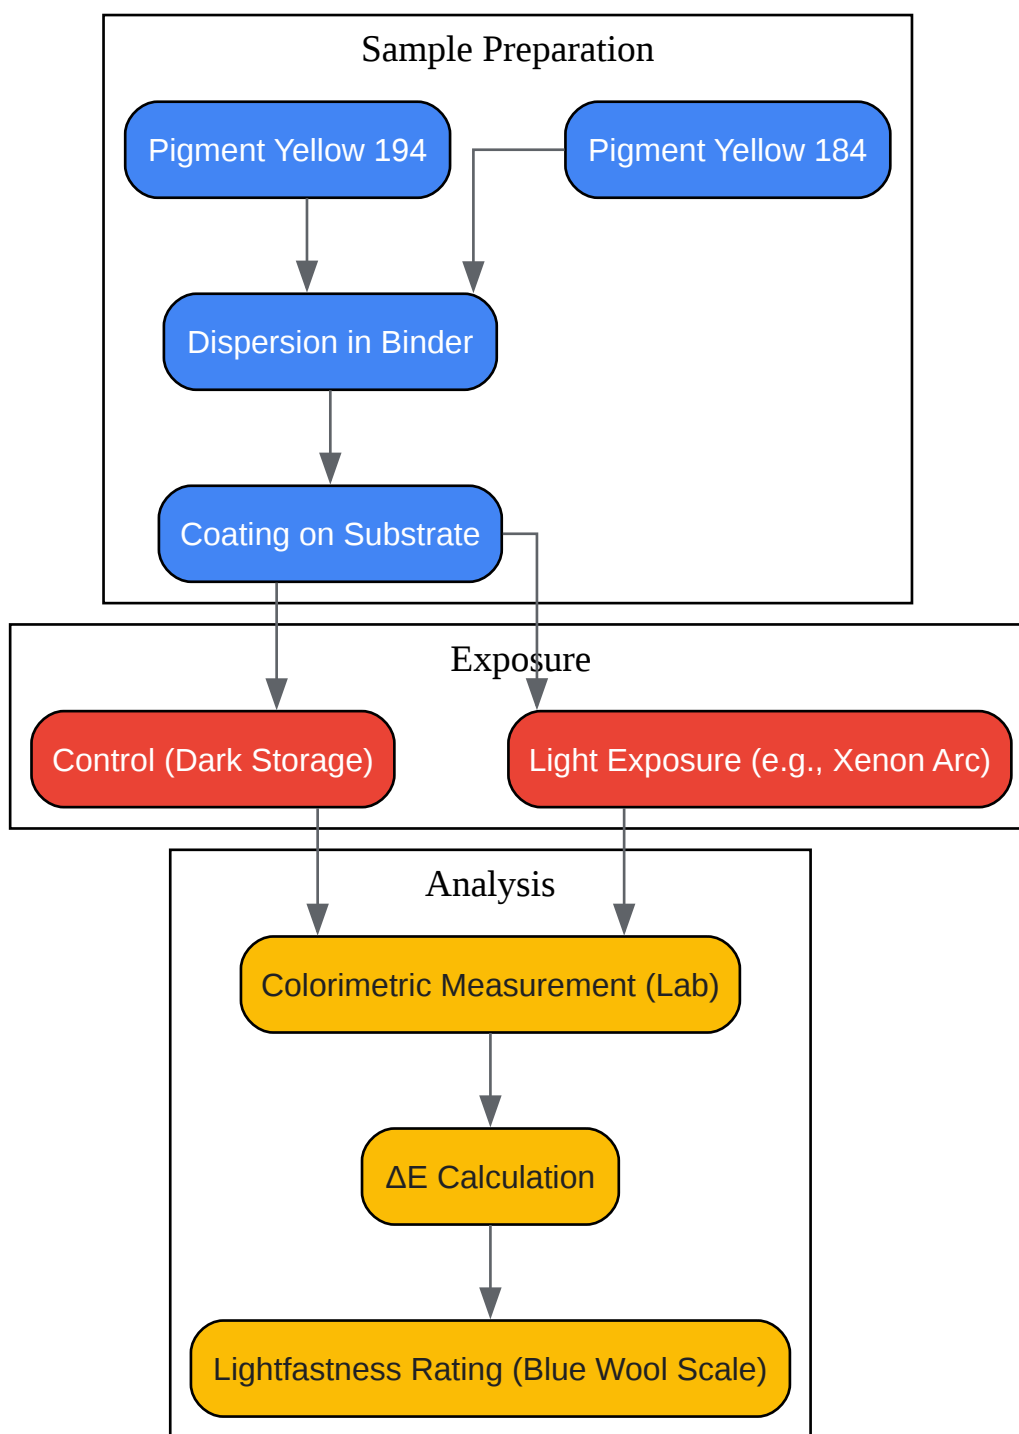 Sample Preparation
Pigment Yellow 194
Pigment Yellow 184
Dispersion in Binder
Coating on Substrate
Exposure
Control (Dark Storage)
Light Exposure (e.g., Xenon Arc)
Analysis
Colorimetric Measurement (Lab)
ΔE Calculation
Lightfastness Rating (Blue Wool Scale)